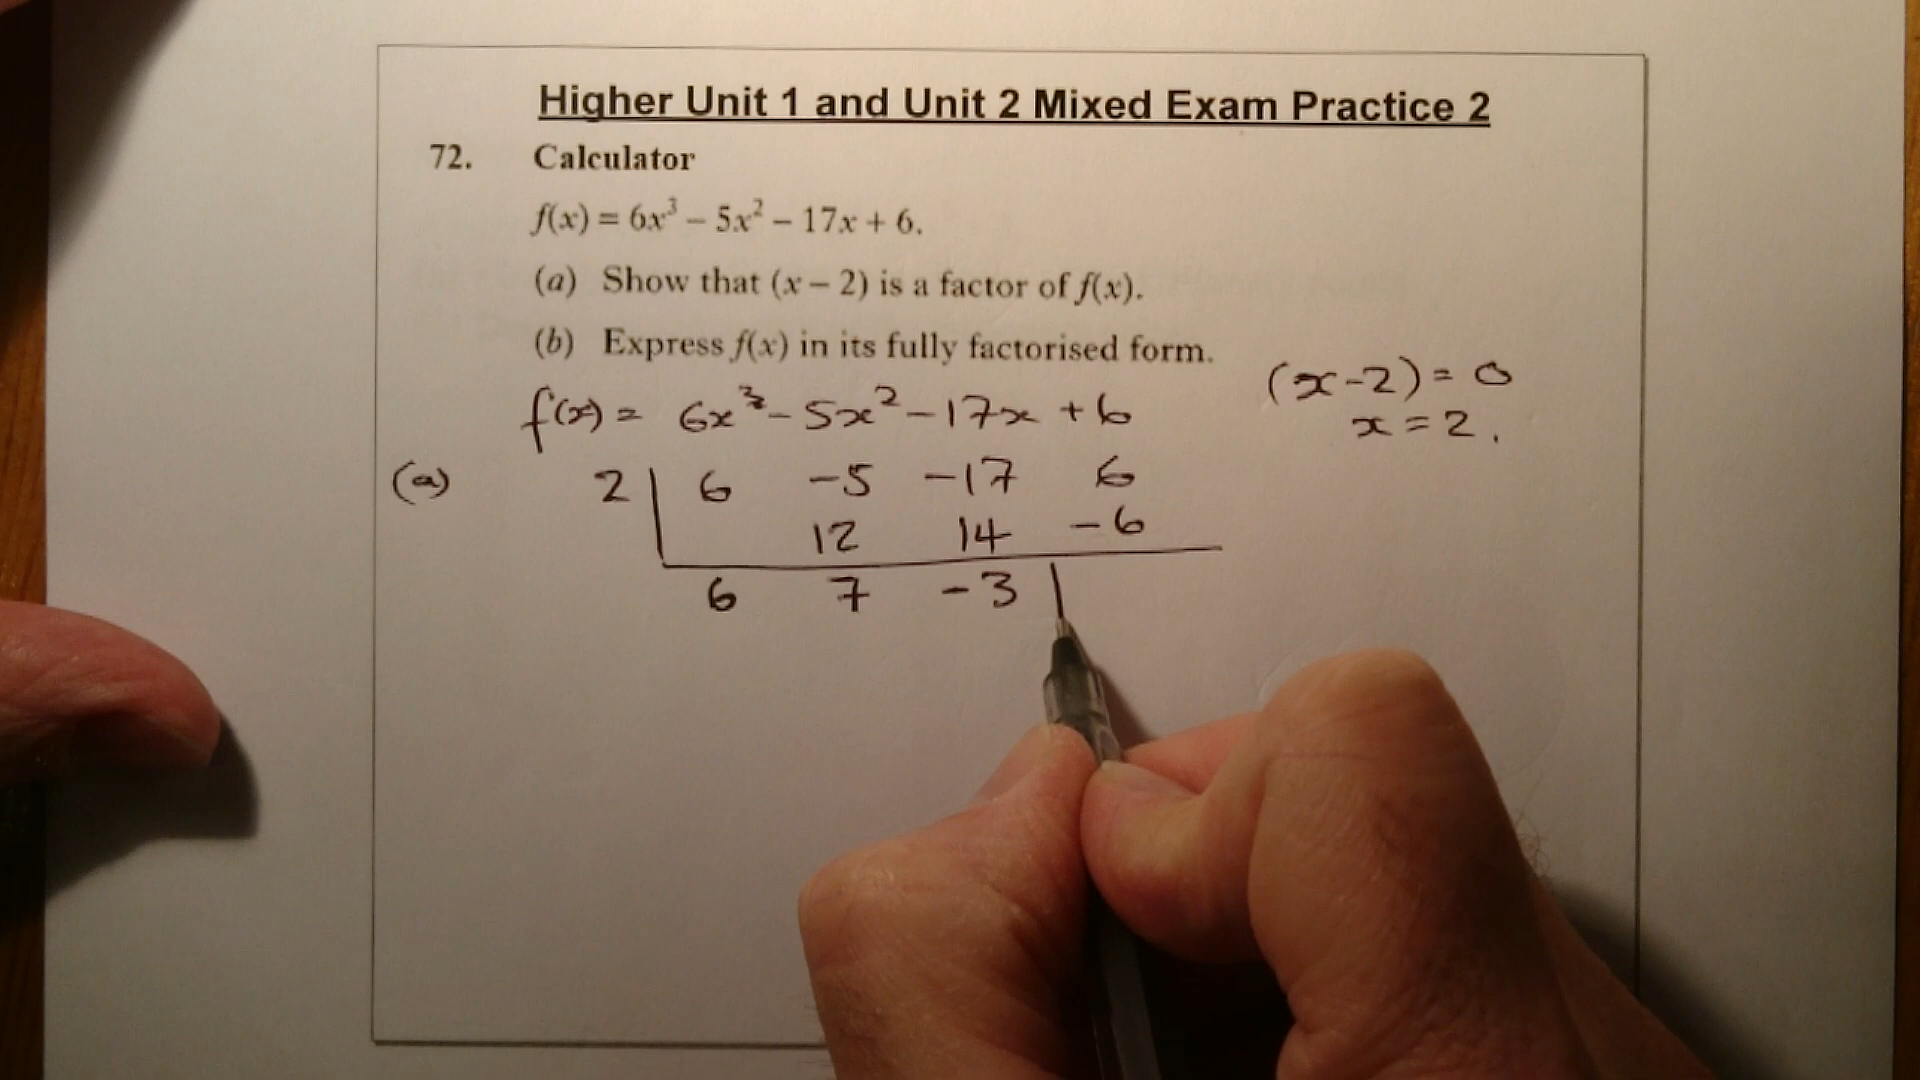 Higher Unit 1 and Unit 2 Mixed Exam Practice 2
72. Calculator
f(x) = 6x³ – 5x² – 17x + 6.
(a) Show that (x – 2) is a factor of f(x).
(b) Express f(x) in its fully factorised form.
(x-2) = 0
x = 2.
f(x) = 6x³ - 5x² - 17x + 6
(a) 2 | 6 -5 -17 6
12 14 -6
6 7 -3 |